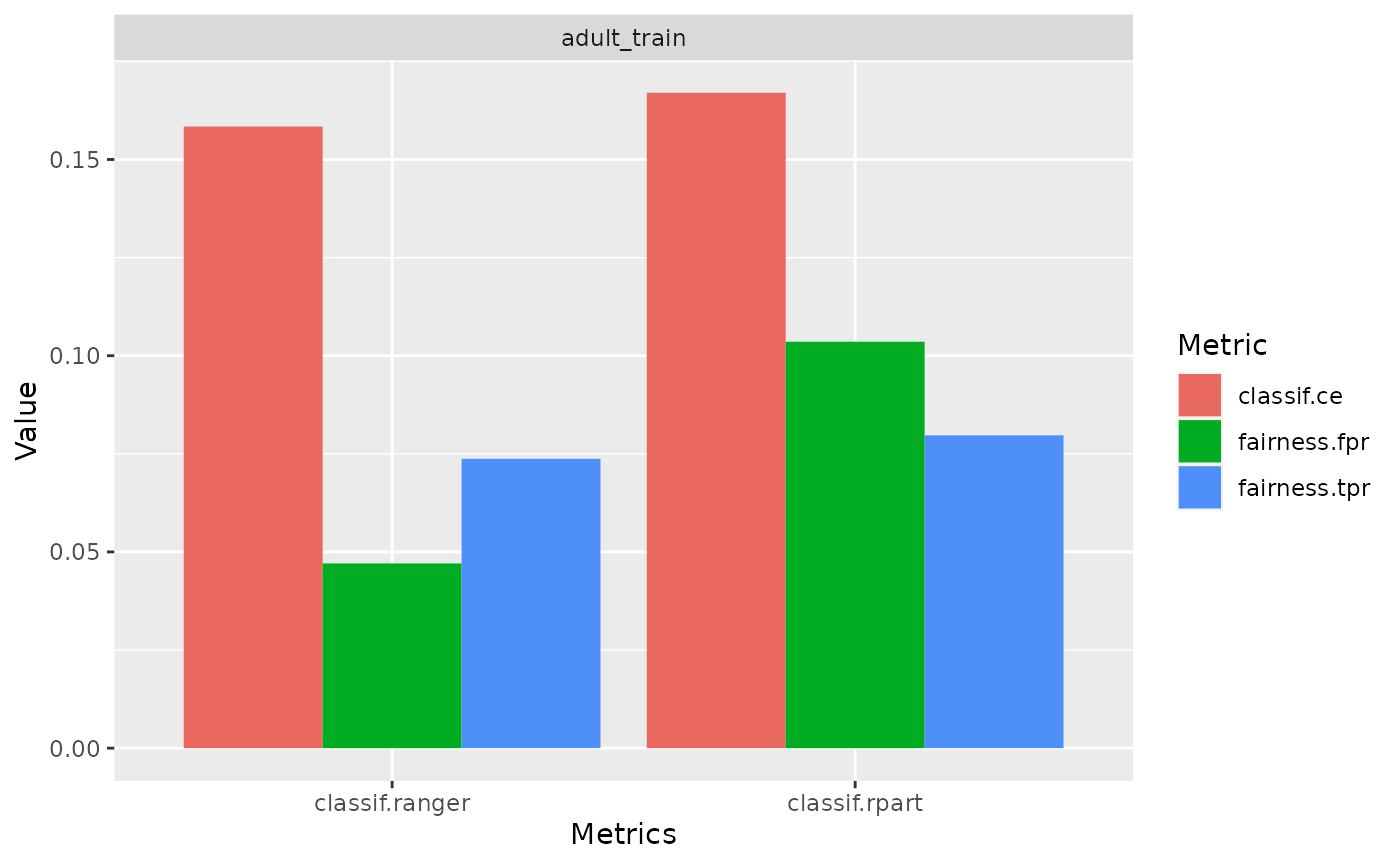 adult_train
Value
0.15
0.10
0.05
0.00
classif.ranger
classif.rpart
Metrics
Metric
classif.ce
fairness.fpr
fairness.tpr